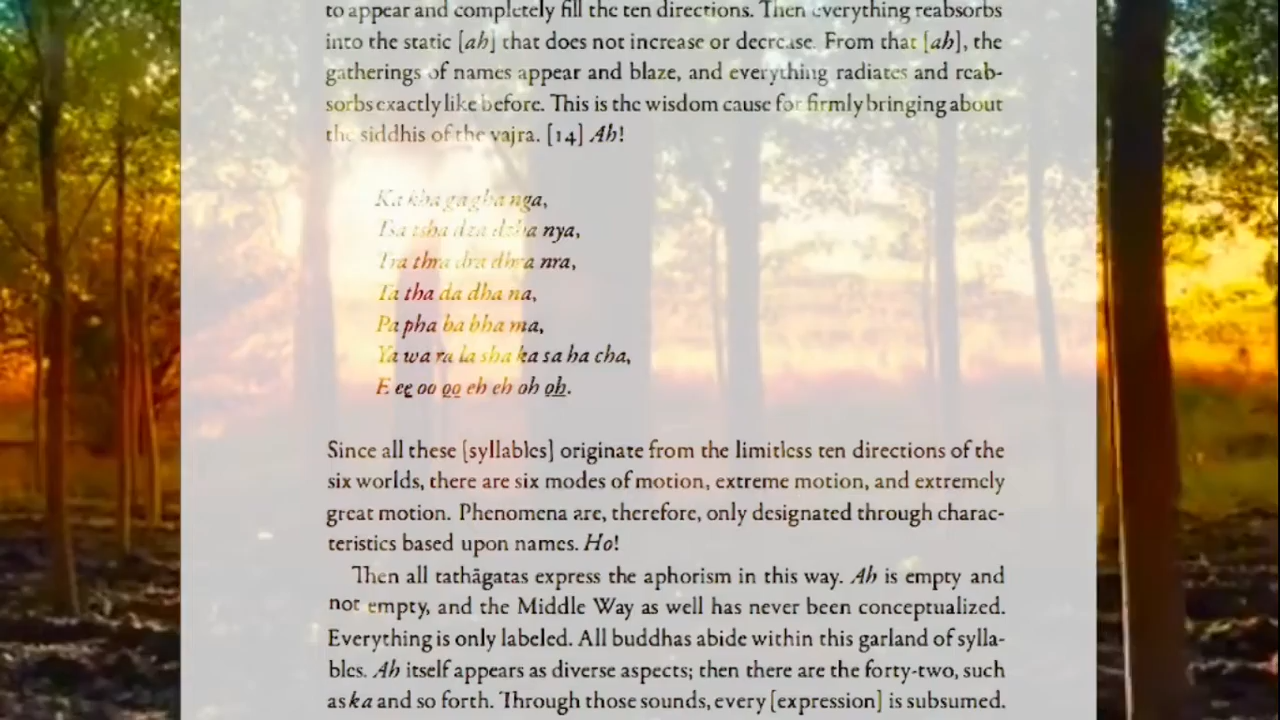 to appear and completely fill the ten directions. Then everything reabsorbs
into the static [ah] that does not increase or decrease. From that [ah], the
gatherings of names appear and blaze, and everything radiates and reab-
sorbs exactly like before. This is the wisdom cause for firmly bringing about
the siddhis of the vajra. [14] Ah!
Ka kha ga gha nga,
Tsa tsha dza dzha nya,
Tra thra dra dhra nra,
Ta tha da dha na,
Pa pha ba bha ma,
Ya wa ra la sha ka sa ha cha,
E ee̱ oo o̱o̱ eh eh oh o̱ẖ.
Since all these [syllables] originate from the limitless ten directions of the
six worlds, there are six modes of motion, extreme motion, and extremely
great motion. Phenomena are, therefore, only designated through charac-
teristics based upon names. Ho!
Then all tathāgatas express the aphorism in this way. Ah is empty and
not empty, and the Middle Way as well has never been conceptualized.
Everything is only labeled. All buddhas abide within this garland of sylla-
bles. Ah itself appears as diverse aspects; then there are the forty-two, such
as ka and so forth. Through those sounds, every [expression] is subsumed.